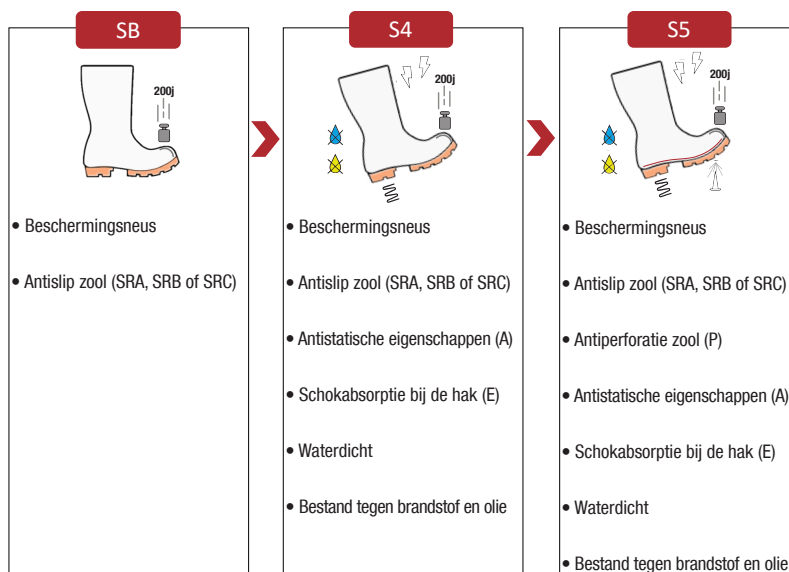 SB
200j
• Beschermingsneus
• Antislip zool (SRA, SRB of SRC)
S4
200j
• Beschermingsneus
• Antislip zool (SRA, SRB of SRC)
• Antistatische eigenschappen (A)
• Schokabsorptie bij de hak (E)
• Waterdicht
• Bestand tegen brandstof en olie
S5
200j
• Beschermingsneus
• Antislip zool (SRA, SRB of SRC)
• Antiperforatie zool (P)
• Antistatische eigenschappen (A)
• Schokabsorptie bij de hak (E)
• Waterdicht
• Bestand tegen brandstof en olie